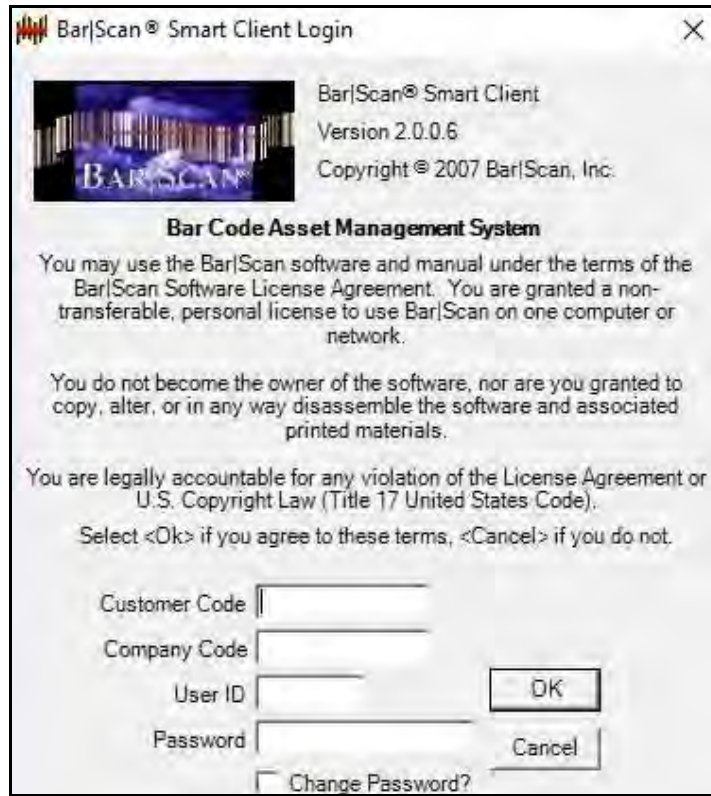 Bar|Scan® Smart Client Login
BAR|SCAN®
Bar|Scan® Smart Client
Version 2.0.0.6
Copyright © 2007 Bar|Scan, Inc.
Bar Code Asset Management System
You may use the Bar|Scan software and manual under the terms of the
Bar|Scan Software License Agreement. You are granted a non-
transferable, personal license to use Bar|Scan on one computer or
network.
You do not become the owner of the software, nor are you granted to
copy, alter, or in any way disassemble the software and associated
printed materials.
You are legally accountable for any violation of the License Agreement or
U.S. Copyright Law (Title 17 United States Code).
Select <Ok> if you agree to these terms, <Cancel> if you do not.
Customer Code
Company Code
User ID
OK
Password
Cancel
Change Password?